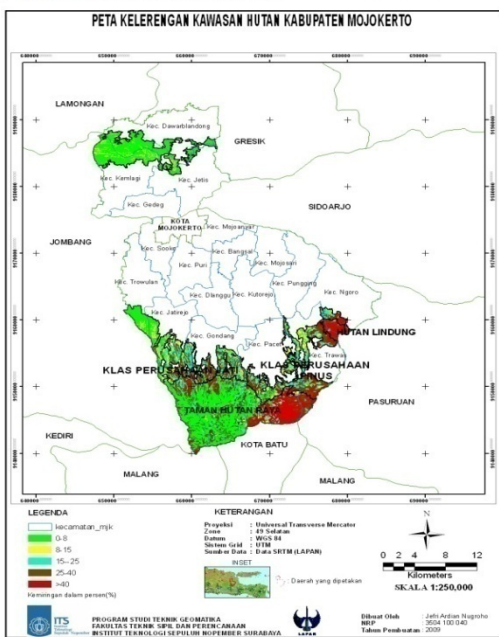 PETA KELERENGAN KAWASAN HUTAN KABUPATEN MOJOKERTO
LAMONGAN
Kec. Dawarblandong
GRESIK
Kec. Kemlagi
Kec. Jetis
Kec. Gedeg
SIDOARJO
KOTA MOJOKERTO
JOMBANG
Kec. Sooko
Kec. Bangsal
Kec. Puri
Kec. Mojosari
Kec. Pungging
Kec. Ngoro
Kec. Trowulan
Kec. Dlanggu
Kec. Kutorejo
Kec. Jatirejo
Kec. Gondang
Kec. Pacet
HUTAN LINDUNG
Kec. Trawas
KLAS PERUSAHAAN JATI
KLAS PERUSAHAAN PINUS
PASURUAN
TAMAN HUTAN RAYA
KEDIRI
KOTA BATU
MALANG
MALANG
LEGENDA
kecamatan_mjk
0-8
8-15
15-25
25-40
>40
Kemiringan dalam persen(%)
KETERANGAN
Proyeksi : Universal Transverse Mercator
Zone : 49 Selatan
Datum : WGS 84
Sistem Grid : UTM
Sumber Data : Data SRTM (LAPAN)
INSET
Daerah yang dipetakan
N
0 2 4 8 12
Kilometers
SKALA 1:250,000
ITS
PROGRAM STUDI TEKNIK GEOMATIKA
FAKULTAS TEKNIK SIPIL DAN PERENCANAAN
INSTITUT TEKNOLOGI SEPULUH NOPEMBER SURABAYA
LAPAN
Dibuat Oleh : Jefri Ardian Nugroho
NRP 3504 100 040
Tahun Pembuatan : 2009